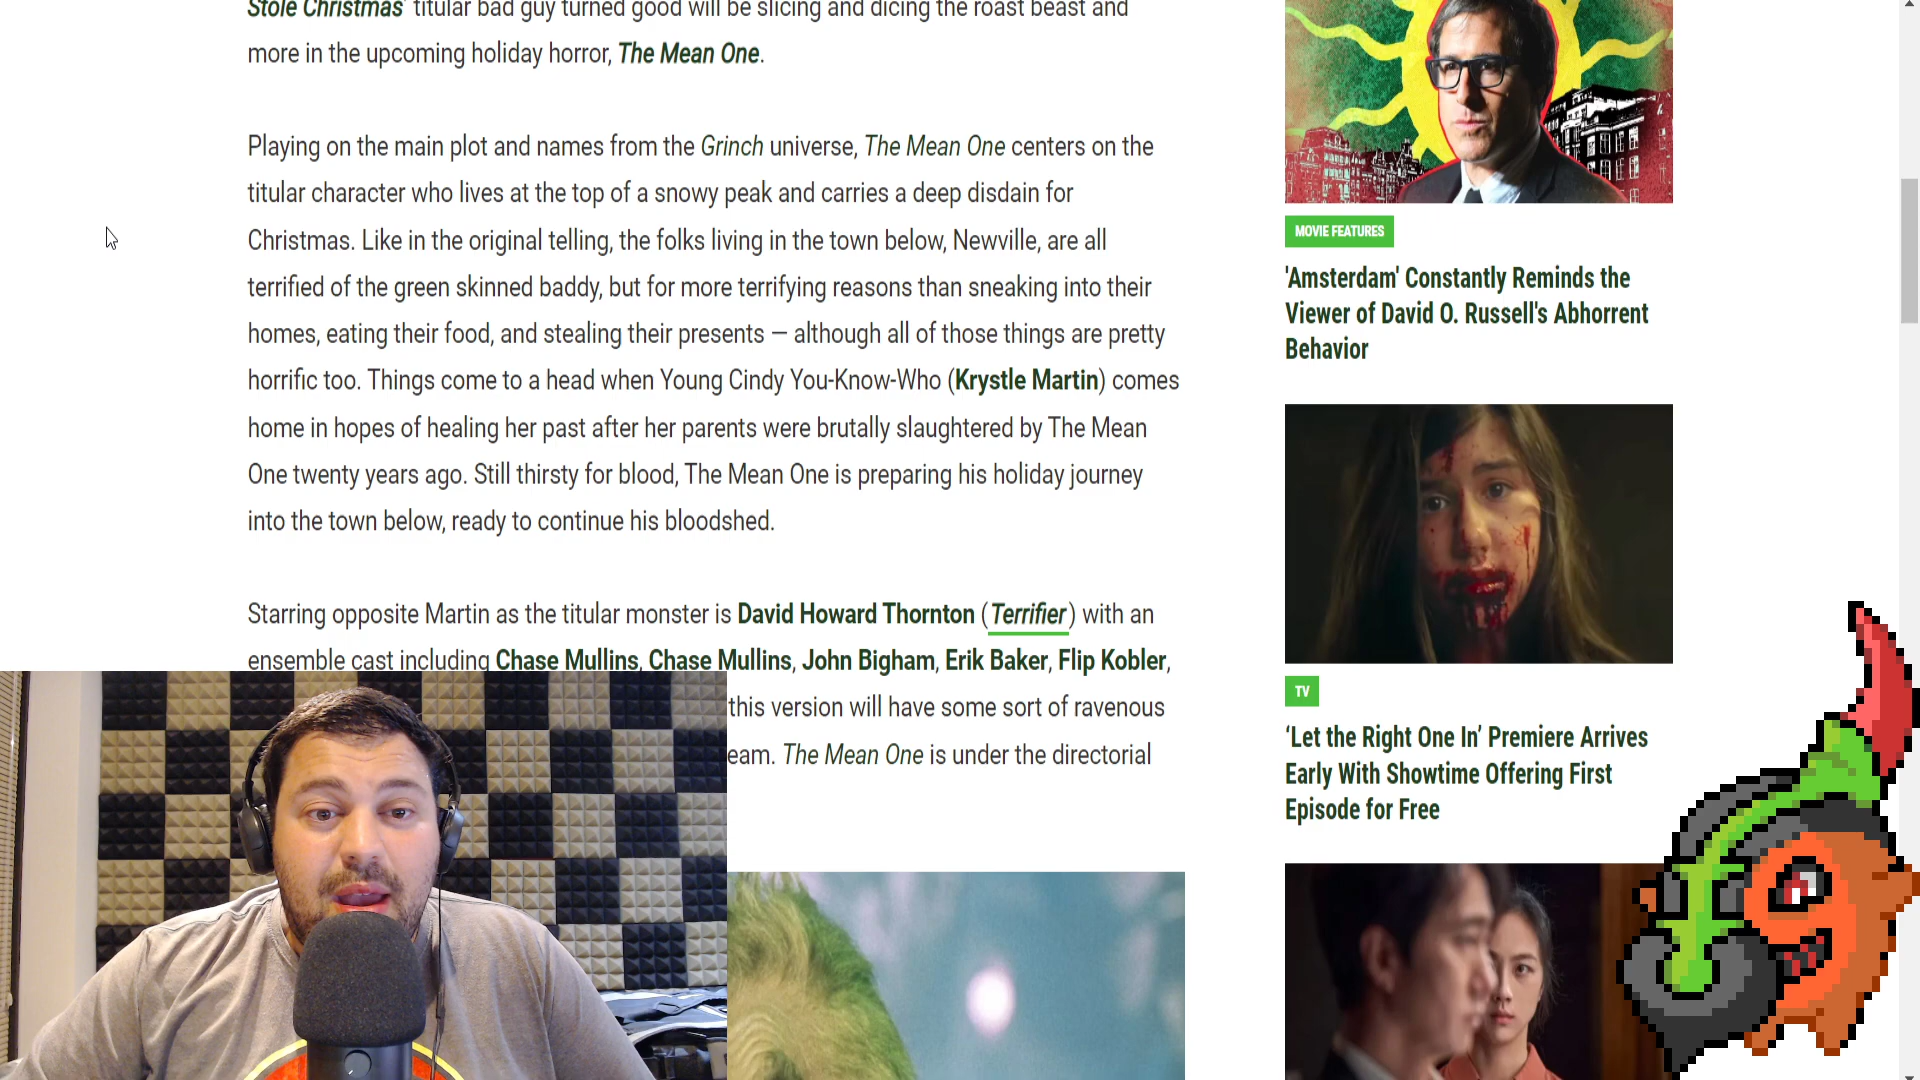 Stole Christmas' titular bad guy turned good will be slicing and dicing the roast beast and
more in the upcoming holiday horror, The Mean One.
Playing on the main plot and names from the Grinch universe, The Mean One centers on the
titular character who lives at the top of a snowy peak and carries a deep disdain for
Christmas. Like in the original telling, the folks living in the town below, Newville, are all
terrified of the green skinned baddy, but for more terrifying reasons than sneaking into their
homes, eating their food, and stealing their presents — although all of those things are pretty
horrific too. Things come to a head when Young Cindy You-Know-Who (Krystle Martin) comes
home in hopes of healing her past after her parents were brutally slaughtered by The Mean
One twenty years ago. Still thirsty for blood, The Mean One is preparing his holiday journey
into the town below, ready to continue his bloodshed.
Starring opposite Martin as the titular monster is David Howard Thornton (Terrifier) with an
ensemble cast including Chase Mullins, Chase Mullins, John Bigham, Erik Baker, Flip Kobler,
this version will have some sort of ravenous
eam. The Mean One is under the directorial
MOVIE FEATURES
'Amsterdam' Constantly Reminds the
Viewer of David O. Russell's Abhorrent
Behavior
TV
‘Let the Right One In’ Premiere Arrives
Early With Showtime Offering First
Episode for Free